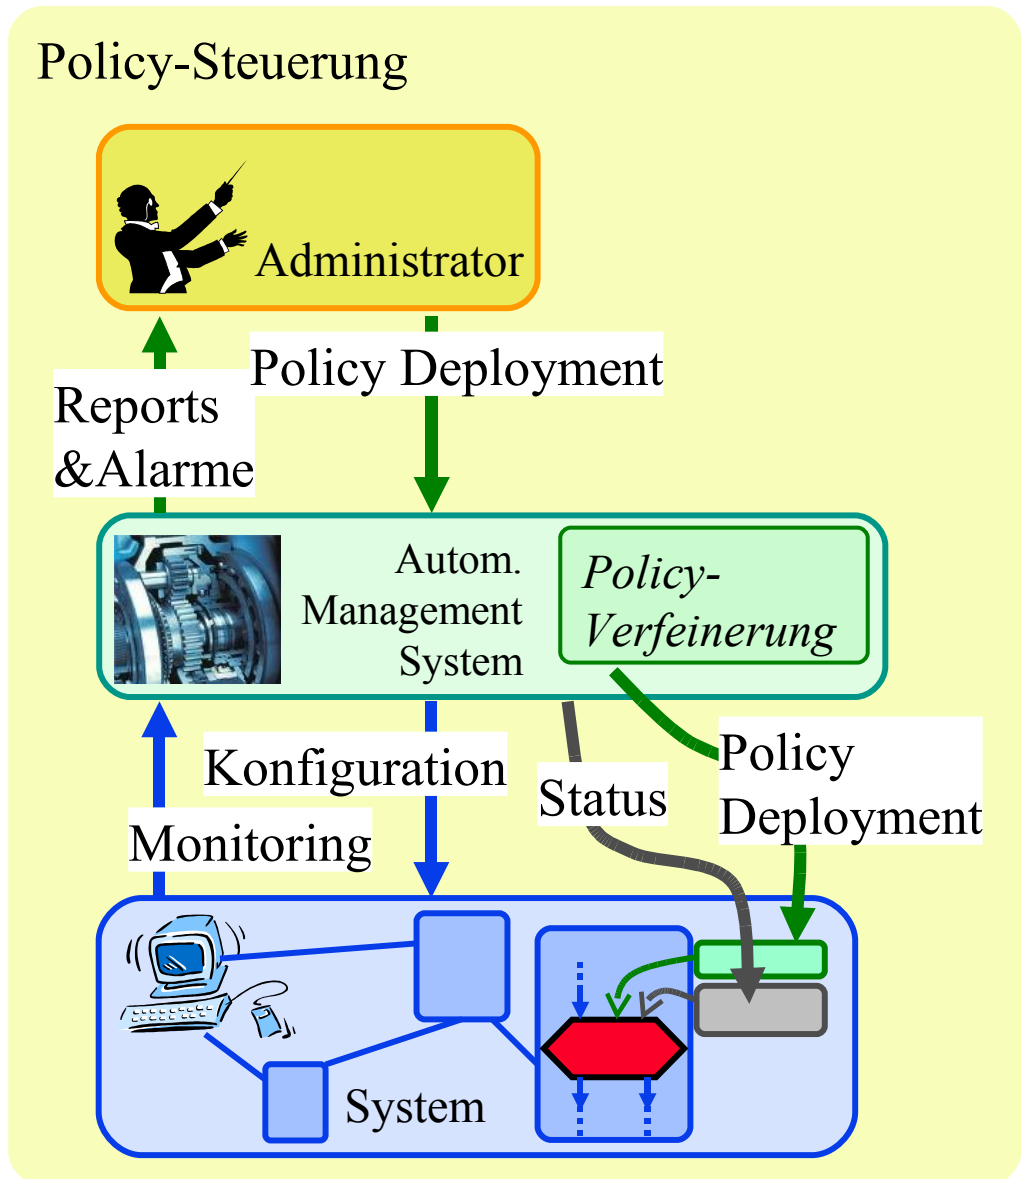 Policy-Steuerung
Administrator
Policy Deployment
Reports
&Alarme
Autom.
Management
System
Policy-
Verfeinerung
Konfiguration
Status
Policy
Deployment
Monitoring
System